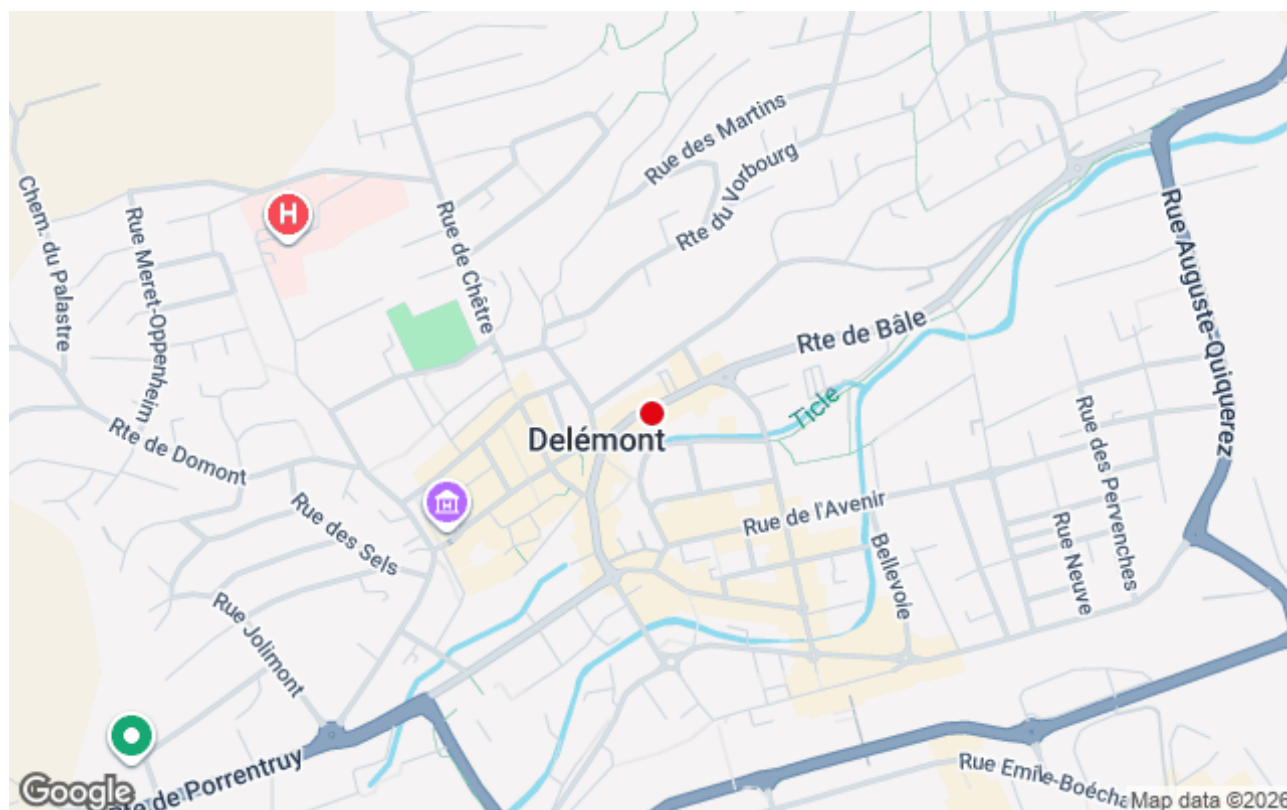 Rue des Martins
Rte du Vorbourg
Rue de Chêtre
Chem. du Palastre
Rue Meret-Oppenheim
H
Rue Auguste-Quiquerez
Rte de Bâle
Ticle
Delémont
Rte de Domont
Rue des Sels
Rue de l'Avenir
Bellevoie
Rue des Pervenches
Rue Neuve
Rue Jolimont
te de Porrentruy
Rue Emile-Boécha
Google
Map data ©2026